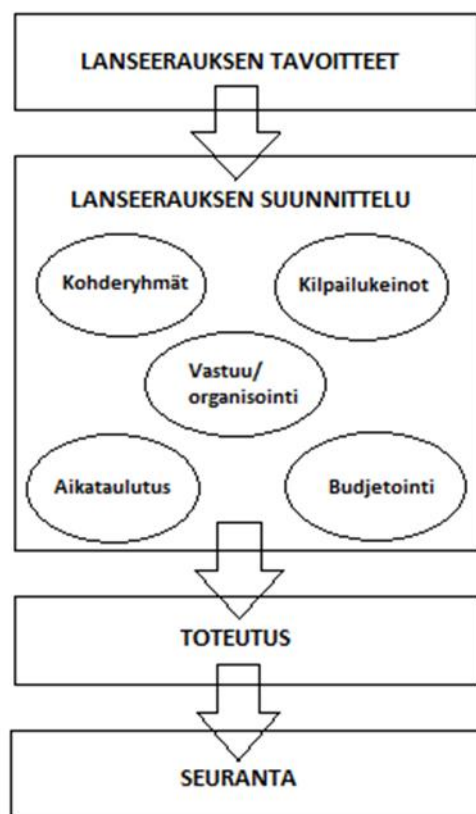 LANSEERAUKSEN TAVOITTEET
LANSEERAUKSEN SUUNNITTELU
Kohderyhmät
Kilpailukeinot
Vastuu/
organisointi
Aikataulutus
Budjetointi
TOTEUTUS
SEURANTA